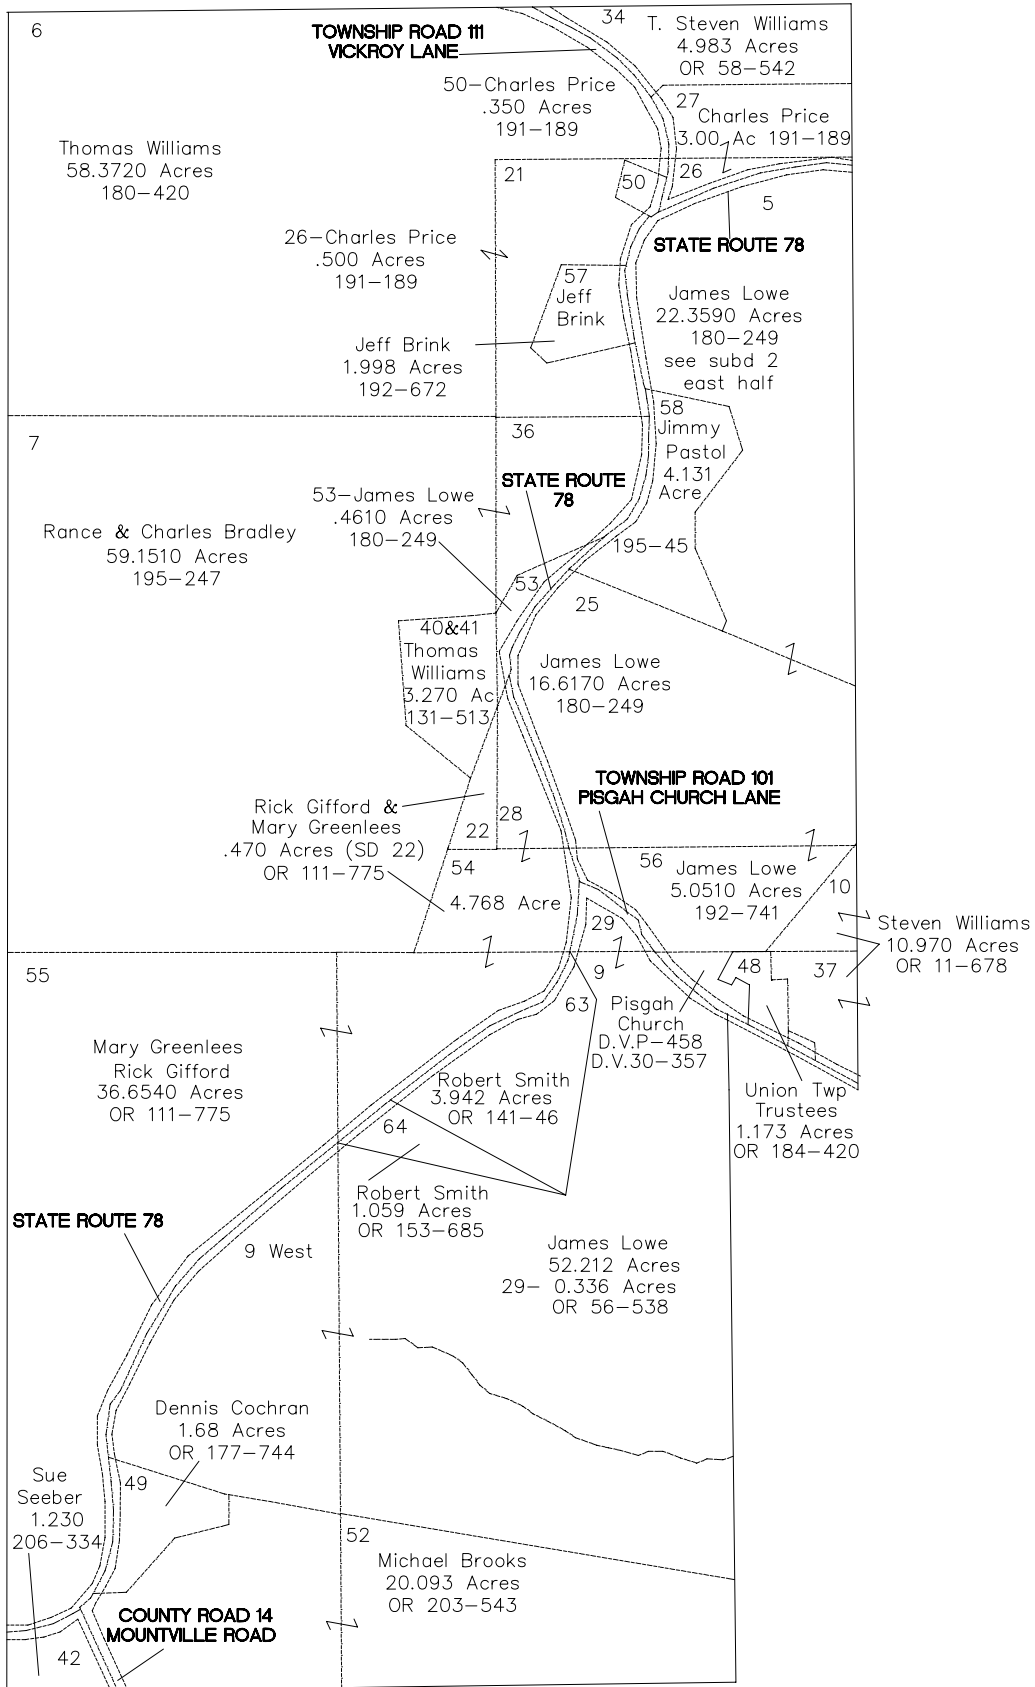 6
34
TOWNSHIP ROAD 111
VICKROY LANE
T. Steven Williams
4.983 Acres
OR 58-542
50-Charles Price
.350 Acres
191-189
27
Charles Price
3.00 Ac 191-189
Thomas Williams
58.3720 Acres
180-420
21
50
26
5
STATE ROUTE 78
26-Charles Price
.500 Acres
191-189
57
Jeff
Brink
James Lowe
22.3590 Acres
180-249
see subd 2
east half
Jeff Brink
1.998 Acres
192-672
58
Jimmy
Pastol
4.131
Acre
195-45
7
36
STATE ROUTE
78
53-James Lowe
.4610 Acres
180-249
Rance & Charles Bradley
59.1510 Acres
195-247
53
25
40&41
Thomas
Williams
3.270 Ac
131-513
James Lowe
16.6170 Acres
180-249
TOWNSHIP ROAD 101
PISGAH CHURCH LANE
Rick Gifford &
Mary Greenlees
.470 Acres (SD 22)
OR 111-775
22
28
54
4.768 Acre
56
James Lowe
5.0510 Acres
192-741
10
29
Steven Williams
10.970 Acres
OR 11-678
55
9
48
37
63
Pisgah
Church
D.V.P-458
D.V.30-357
Mary Greenlees
Rick Gifford
36.6540 Acres
OR 111-775
Robert Smith
3.942 Acres
OR 141-46
Union Twp
Trustees
1.173 Acres
OR 184-420
64
Robert Smith
1.059 Acres
OR 153-685
STATE ROUTE 78
9 West
James Lowe
52.212 Acres
29- 0.336 Acres
OR 56-538
Dennis Cochran
1.68 Acres
OR 177-744
Sue
Seeber
1.230
206-334
49
52
Michael Brooks
20.093 Acres
OR 203-543
COUNTY ROAD 14
MOUNTVILLE ROAD
42